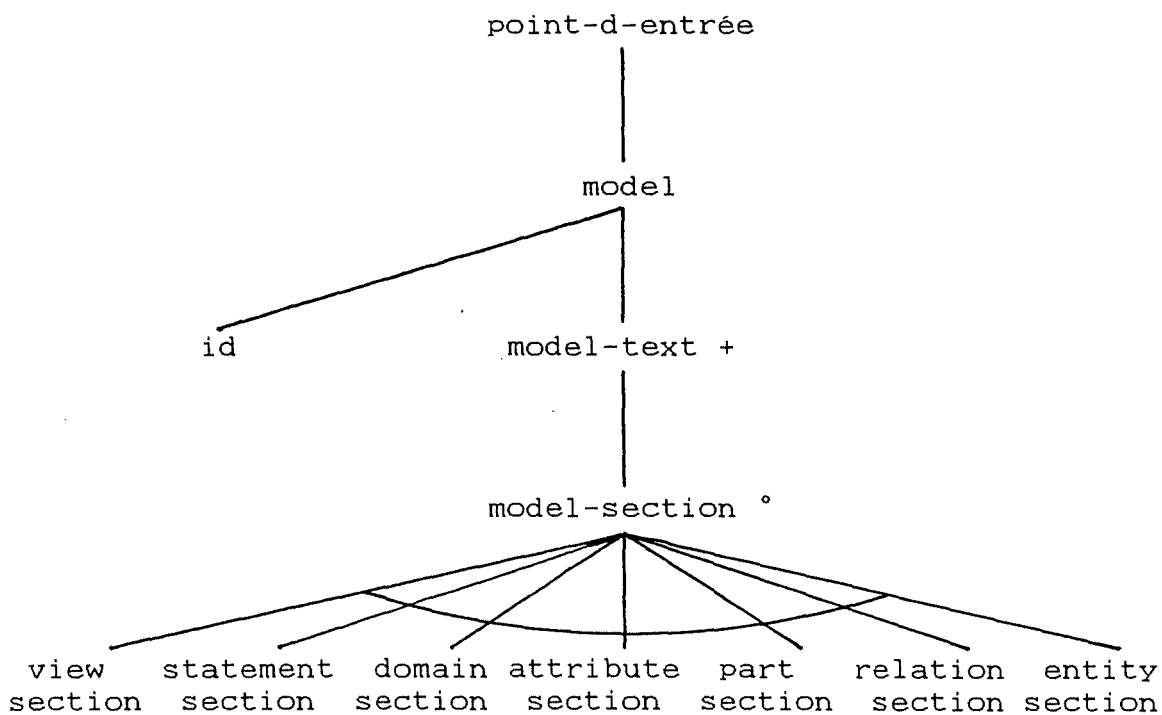 point-d-entrée
model
id model-text +
model-section °
view statement domain attribute part relation entity
section section section section section section section